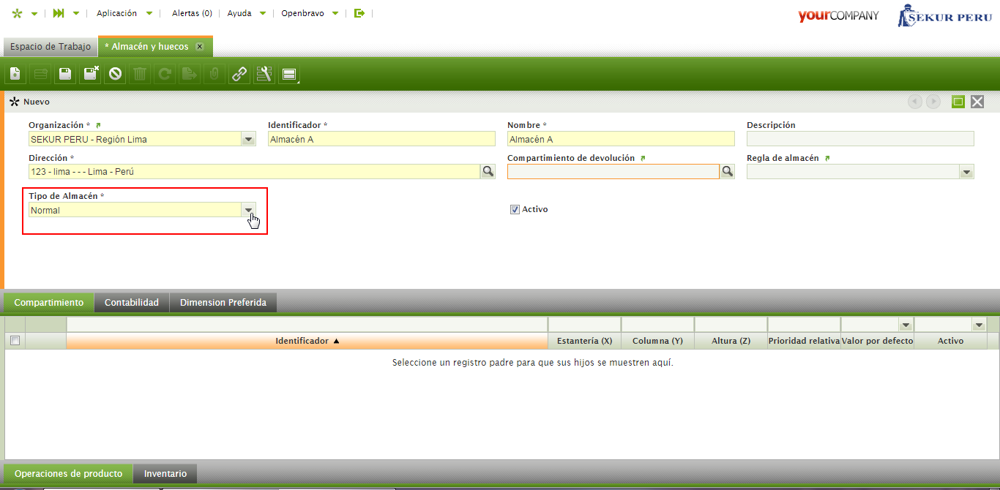 Aplicación Alertas (0) Ayuda Openbravo yourCOMPANY SEKUR PERU
Espacio de Trabajo * Almacén y huecos
Nuevo
Organización * Identificador * Nombre * Descripción
SEKUR PERU - Región Lima Almacén A Almacén A
Dirección * Compartimiento de devolución Regla de almacén
123 - lima - - - Lima - Perú
Tipo de Almacén *
Normal Activo
Compartimiento Contabilidad Dimension Preferida
Identificador Estantería (X) Columna (Y) Altura (Z) Prioridad relativa Valor por defecto Activo
Seleccione un registro padre para que sus hijos se muestren aquí.
Operaciones de producto Inventario